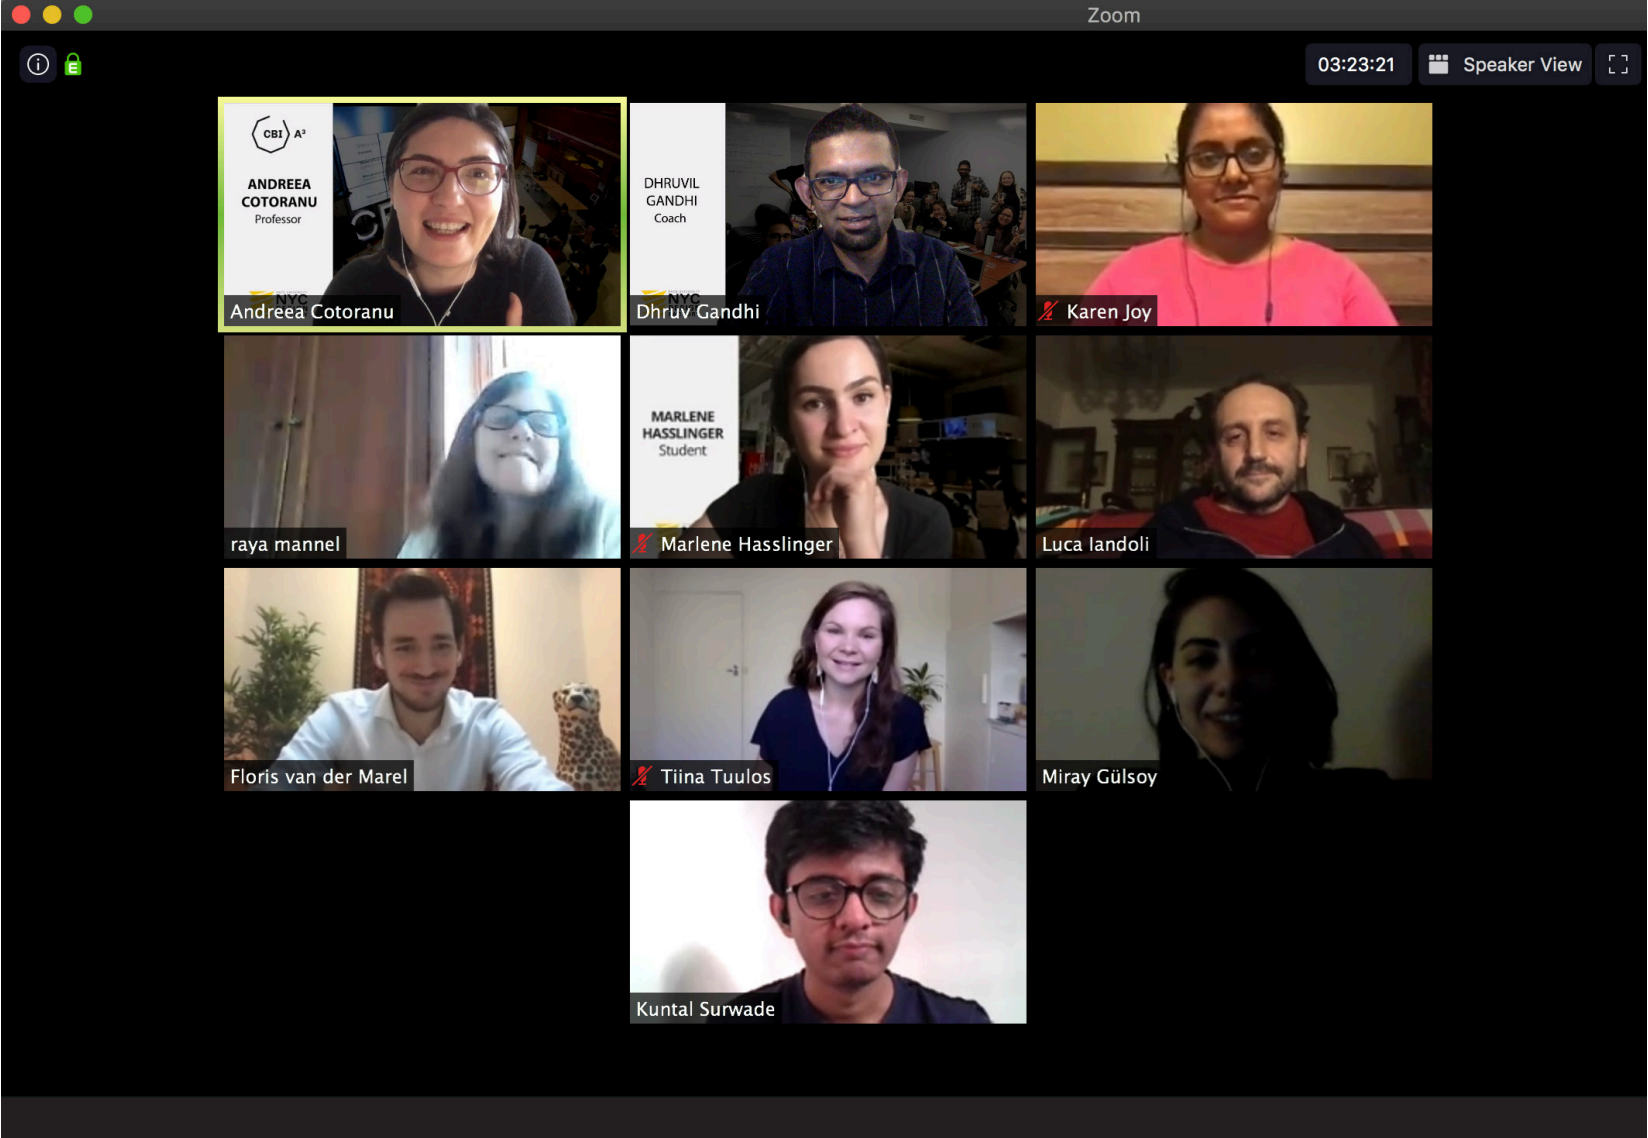 Zoom
03:23:21
Speaker View
E
CBI A³
ANDREEA
COTORANU
Professor
NYC
Andreea Cotoranu
DHRUVIL
GANDHI
Coach
NYC
Dhruv Gandhi
Karen Joy
raya mannel
MARLENE
HASSLINGER
Student
Marlene Hasslinger
Luca Iandoli
Floris van der Marel
Tiina Tuulos
Miray Gülsoy
Kuntal Surwade